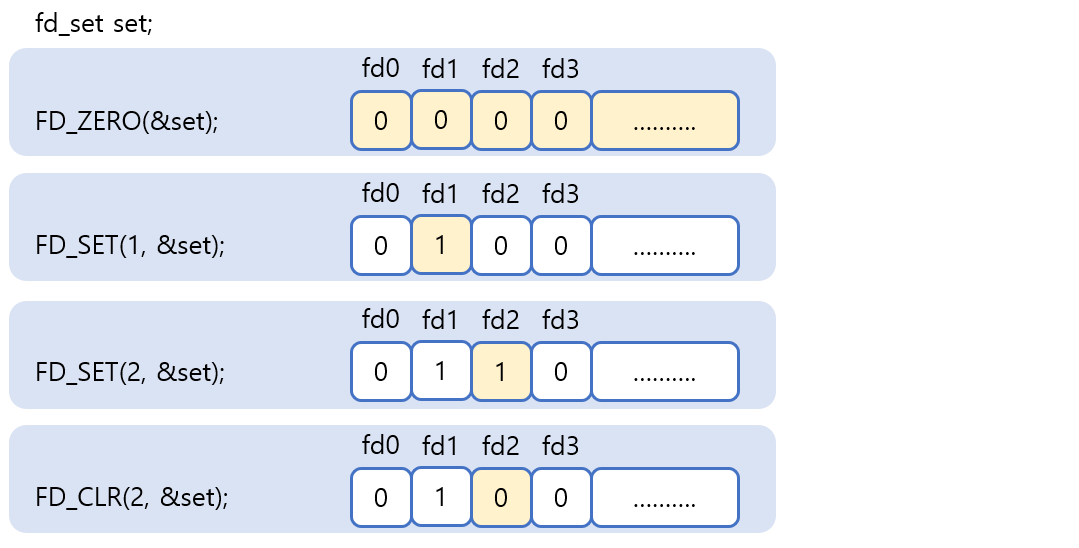 fd_set set;
fd0 fd1 fd2 fd3
FD_ZERO(&set); 0 0 0 0 ..........
fd0 fd1 fd2 fd3
FD_SET(1, &set); 0 1 0 0 ..........
fd0 fd1 fd2 fd3
FD_SET(2, &set); 0 1 1 0 ..........
fd0 fd1 fd2 fd3
FD_CLR(2, &set); 0 1 0 0 ..........